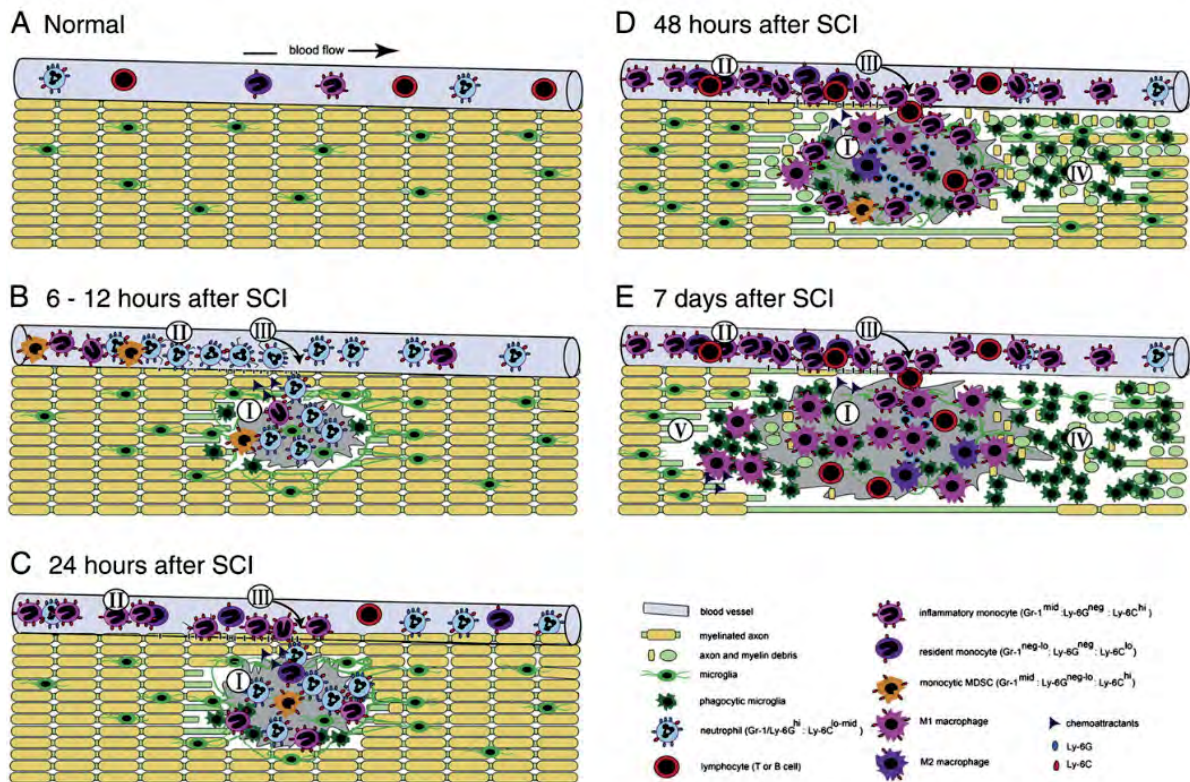 A Normal
blood flow
B 6 - 12 hours after SCI
II
III
I
C 24 hours after SCI
II
III
I
D 48 hours after SCI
II
III
I
IV
E 7 days after SCI
II
III
I
V
IV
blood vessel
myelinated axon
axon and myelin debris
microglia
phagocytic microglia
neutrophil (Gr-1/Ly-6G^hi : Ly-6C^lo-mid)
lymphocyte (T or B cell)
inflammatory monocyte (Gr-1^mid : Ly-6G^neg : Ly-6C^hi)
resident monocyte (Gr-1^neg-lo : Ly-6G^neg : Ly-6C^lo)
monocytic MDSC (Gr-1^mid : Ly-6G^neg-lo : Ly-6C^hi)
M1 macrophage
M2 macrophage
chemoattractants
Ly-6G
Ly-6C